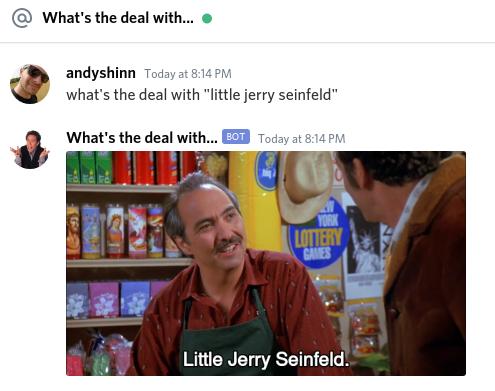 @ What's the deal with...
andyshinn Today at 8:14 PM
what's the deal with "little jerry seinfeld"
What's the deal with... BOT Today at 8:14 PM
YORK
LOTTERY
GAMES
Little Jerry Seinfeld.